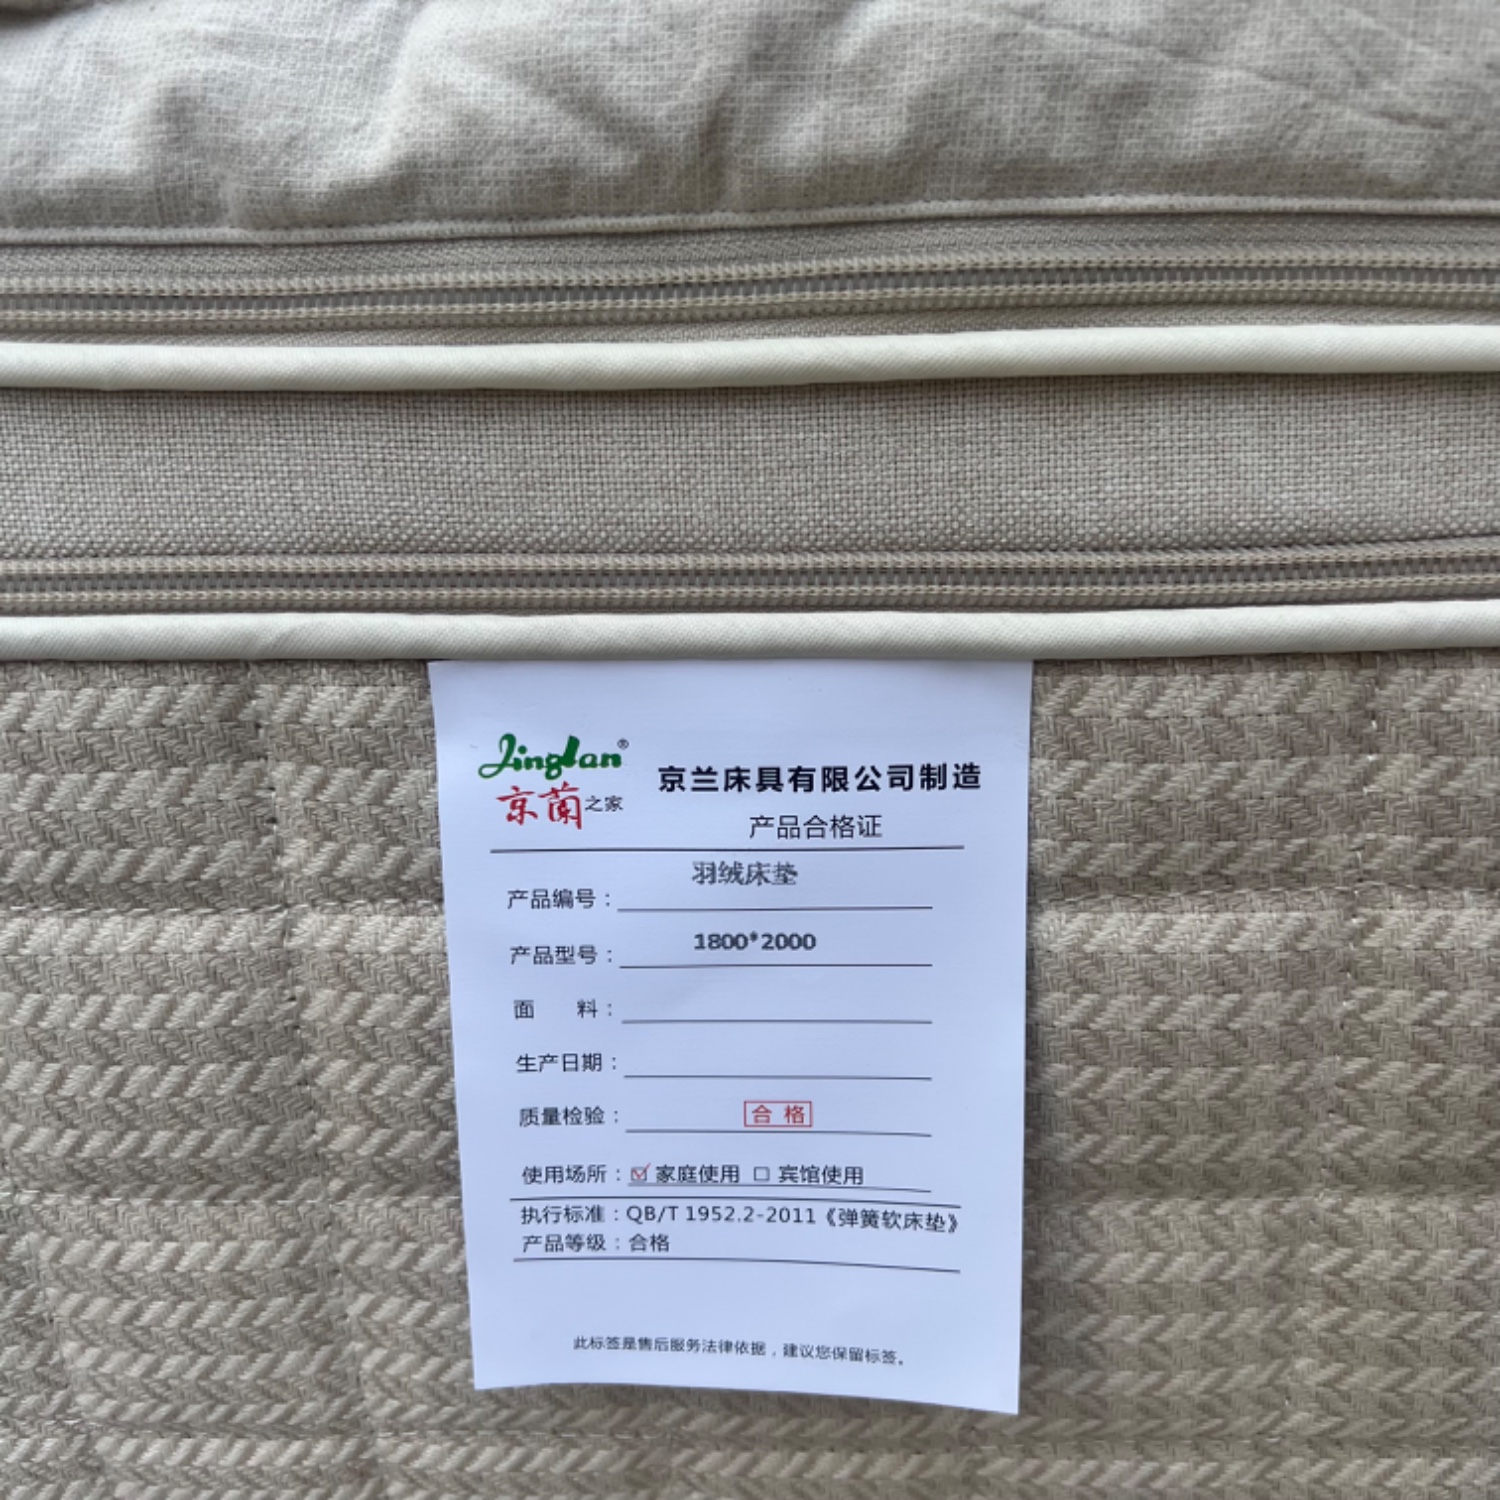 Jinglan®
京蘭之家
京兰床具有限公司制造
产品合格证
产品编号：羽绒床垫
产品型号：1800*2000
面 料：
生产日期：
质量检验：合 格
使用场所：☑ 家庭使用 ☐ 宾馆使用
执行标准：QB/T 1952.2-2011《弹簧软床垫》
产品等级：合格
此标签是售后服务法律依据，建议您保留标签。